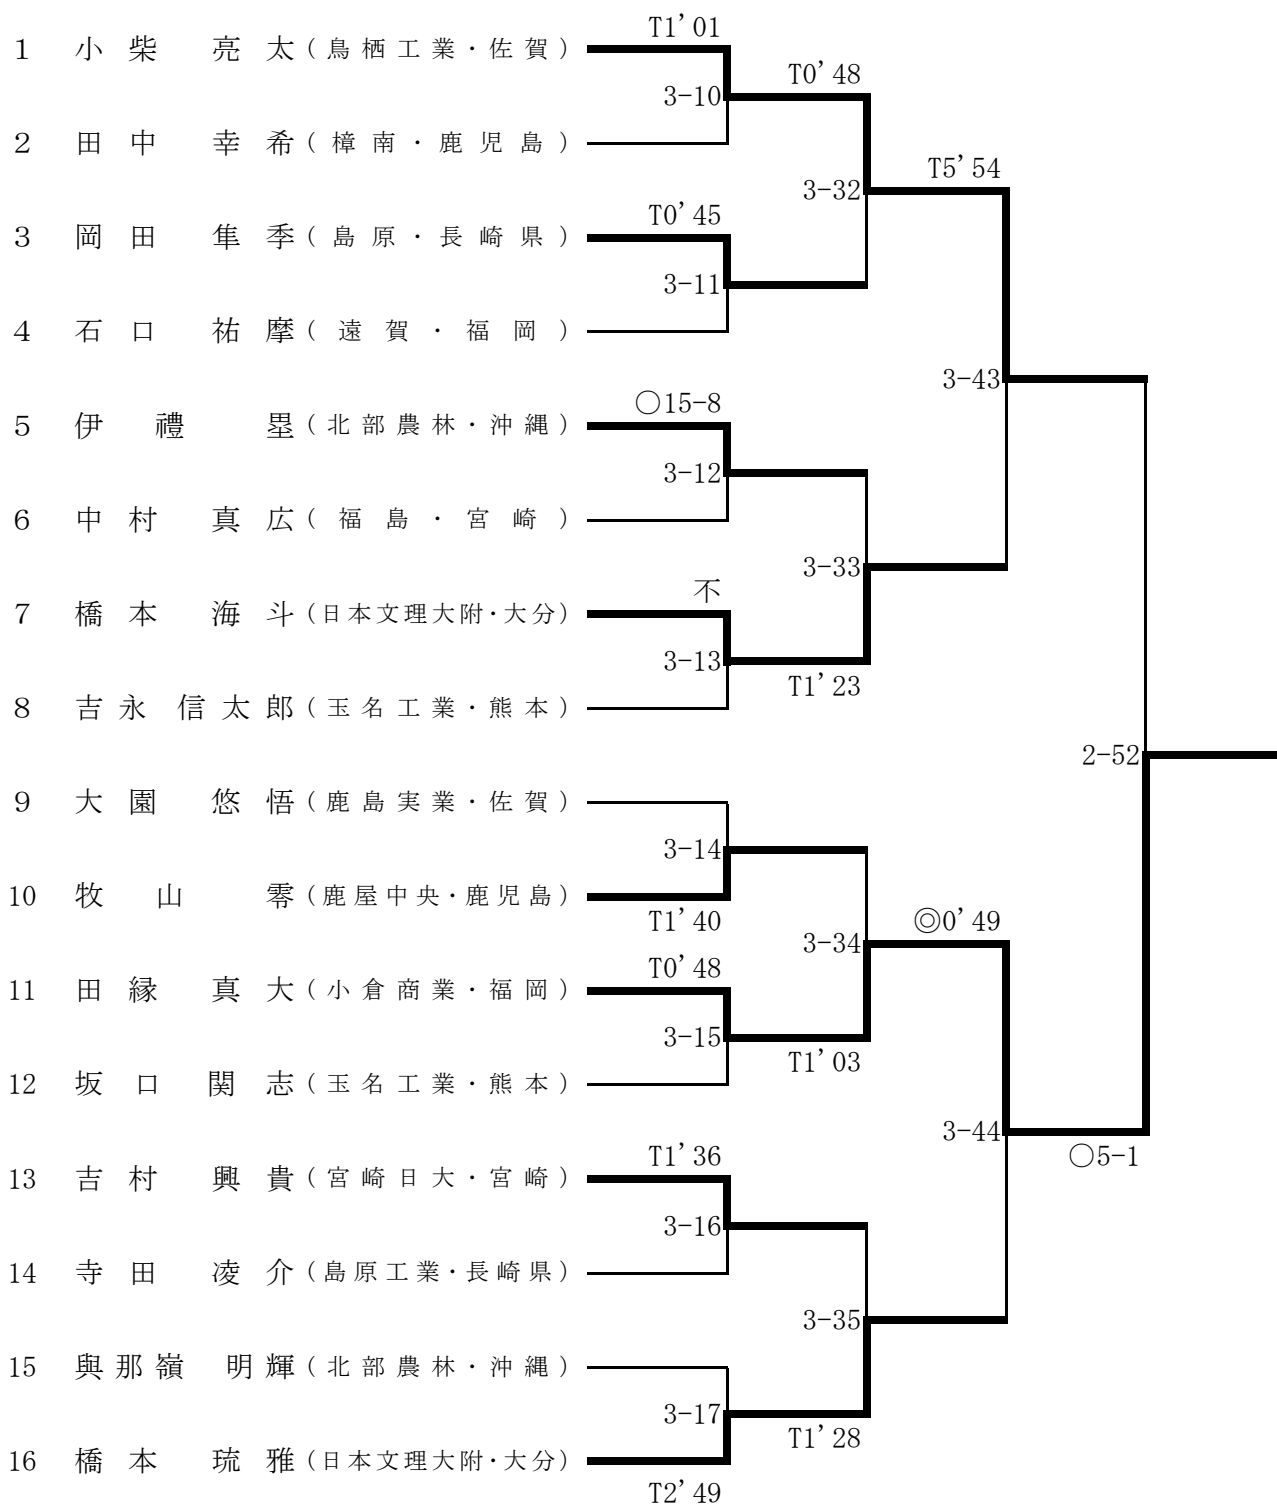 T1’01
1 小柴 亮太(鳥栖工業・佐賀)
T0’48
3-10
2 田中 幸希(樟南・鹿児島)
T5’54
3-32
T0’45
3 岡田 隼季(島原・長崎県)
3-11
4 石口 祐摩(遠賀・福岡)
3-43
○15-8
5 伊禮 塁(北部農林・沖縄)
3-12
6 中村 真広(福島・宮崎)
3-33
不
7 橋本 海斗(日本文理大附・大分)
3-13
T1’23
8 吉永 信太郎(玉名工業・熊本)
2-52
9 大園 悠悟(鹿島実業・佐賀)
3-14
10 牧山 零(鹿屋中央・鹿児島)
T1’40
◎0’49
3-34
T0’48
11 田縁 真大(小倉商業・福岡)
3-15
T1’03
12 坂口 関志(玉名工業・熊本)
3-44
○5-1
T1’36
13 吉村 興貴(宮崎日大・宮崎)
3-16
14 寺田 凌介(島原工業・長崎県)
3-35
15 與那嶺 明輝(北部農林・沖縄)
3-17
T1’28
16 橋本 琉雅(日本文理大附・大分)
T2’49